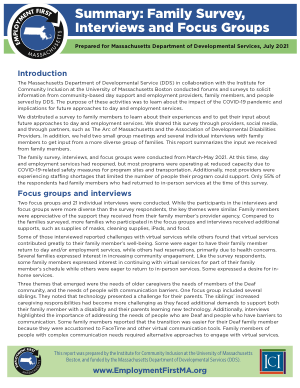 EMPLOYMENT FIRST
MASSACHUSETTS
Summary: Family Survey,
Interviews and Focus Groups
Prepared for Massachusetts Department of Developmental Services, July 2021
Introduction
The Massachusetts Department of Developmental Service (DDS) in collaboration with the Institute for
Community Inclusion at the University of Massachusetts Boston conducted forums and surveys to solicit
information from community-based day support and employment providers, family members, and people
served by DDS. The purpose of these activities was to learn about the impact of the COVID-19 pandemic and
implications for future approaches to day and employment services.
We distributed a survey to family members to learn about their experiences and to get their input about
future approaches to day and employment services. We shared this survey through providers, social media,
and through partners, such as The Arc of Massachusetts and the Association of Developmental Disabilities
Providers. In addition, we held two small group meetings and several individual interviews with family
members to get input from a more diverse group of families. This report summarizes the input we received
from family members.
The family survey, interviews, and focus groups were conducted from March-May, 2021. At this time, day
and employment services had reopened, but most programs were operating at reduced capacity due to
COVID-19-related safety measures for program sites and transportation. Additionally, most providers were
experiencing staffing shortages that limited the number of people their program could support. Only 55% of
the respondents had family members who had returned to in-person services at the time of this survey.
Focus groups and interviews
Two focus groups and 21 individual interviews were conducted. While the participants in the interviews and
focus groups were more diverse than the survey respondents, the key themes were similar: Family members
were appreciative of the support they received from their family member's provider agency. Compared to
the families surveyed, more families who participated in the focus groups and interviews received additional
supports, such as supplies of masks, cleaning supplies, iPads, and food.
Some of those interviewed reported challenges with virtual services while others found that virtual services
contributed greatly to their family member's well-being. Some were eager to have their family member
return to day and/or employment services, while others had reservations, primarily due to health concerns.
Several families expressed interest in increasing community engagement. Like the survey respondents,
some family members expressed interest in continuing with virtual services for part of their family
member's schedule while others were eager to return to in-person services. Some expressed a desire for in-
home services.
Three themes that emerged were the needs of older caregivers the needs of members of the Deaf
community, and the needs of people with communication barriers. One focus group included several
siblings. They noted that technology presented a challenge for their parents. The siblings' increased
caregiving responsibilities had become more challenging as they faced additional demands to support both
their family member with a disability and their parents learning new technology. Additionally, interviews
highlighted the importance of addressing the needs of people who are Deaf and people who have barriers to
communication. Some family members reported that the transition was easier for their Deaf family member
because they were accustomed to FaceTime and other virtual communication tools. Family members of
people with complex communication needs required alternative approaches to engage with virtual services.
This report was prepared by the Institute for Community Inclusion at the University of Massachusetts
Boston, and funded by the Massachusetts Department of Developmental Services (DDS)
www.EmploymentFirstMA.org
ICI